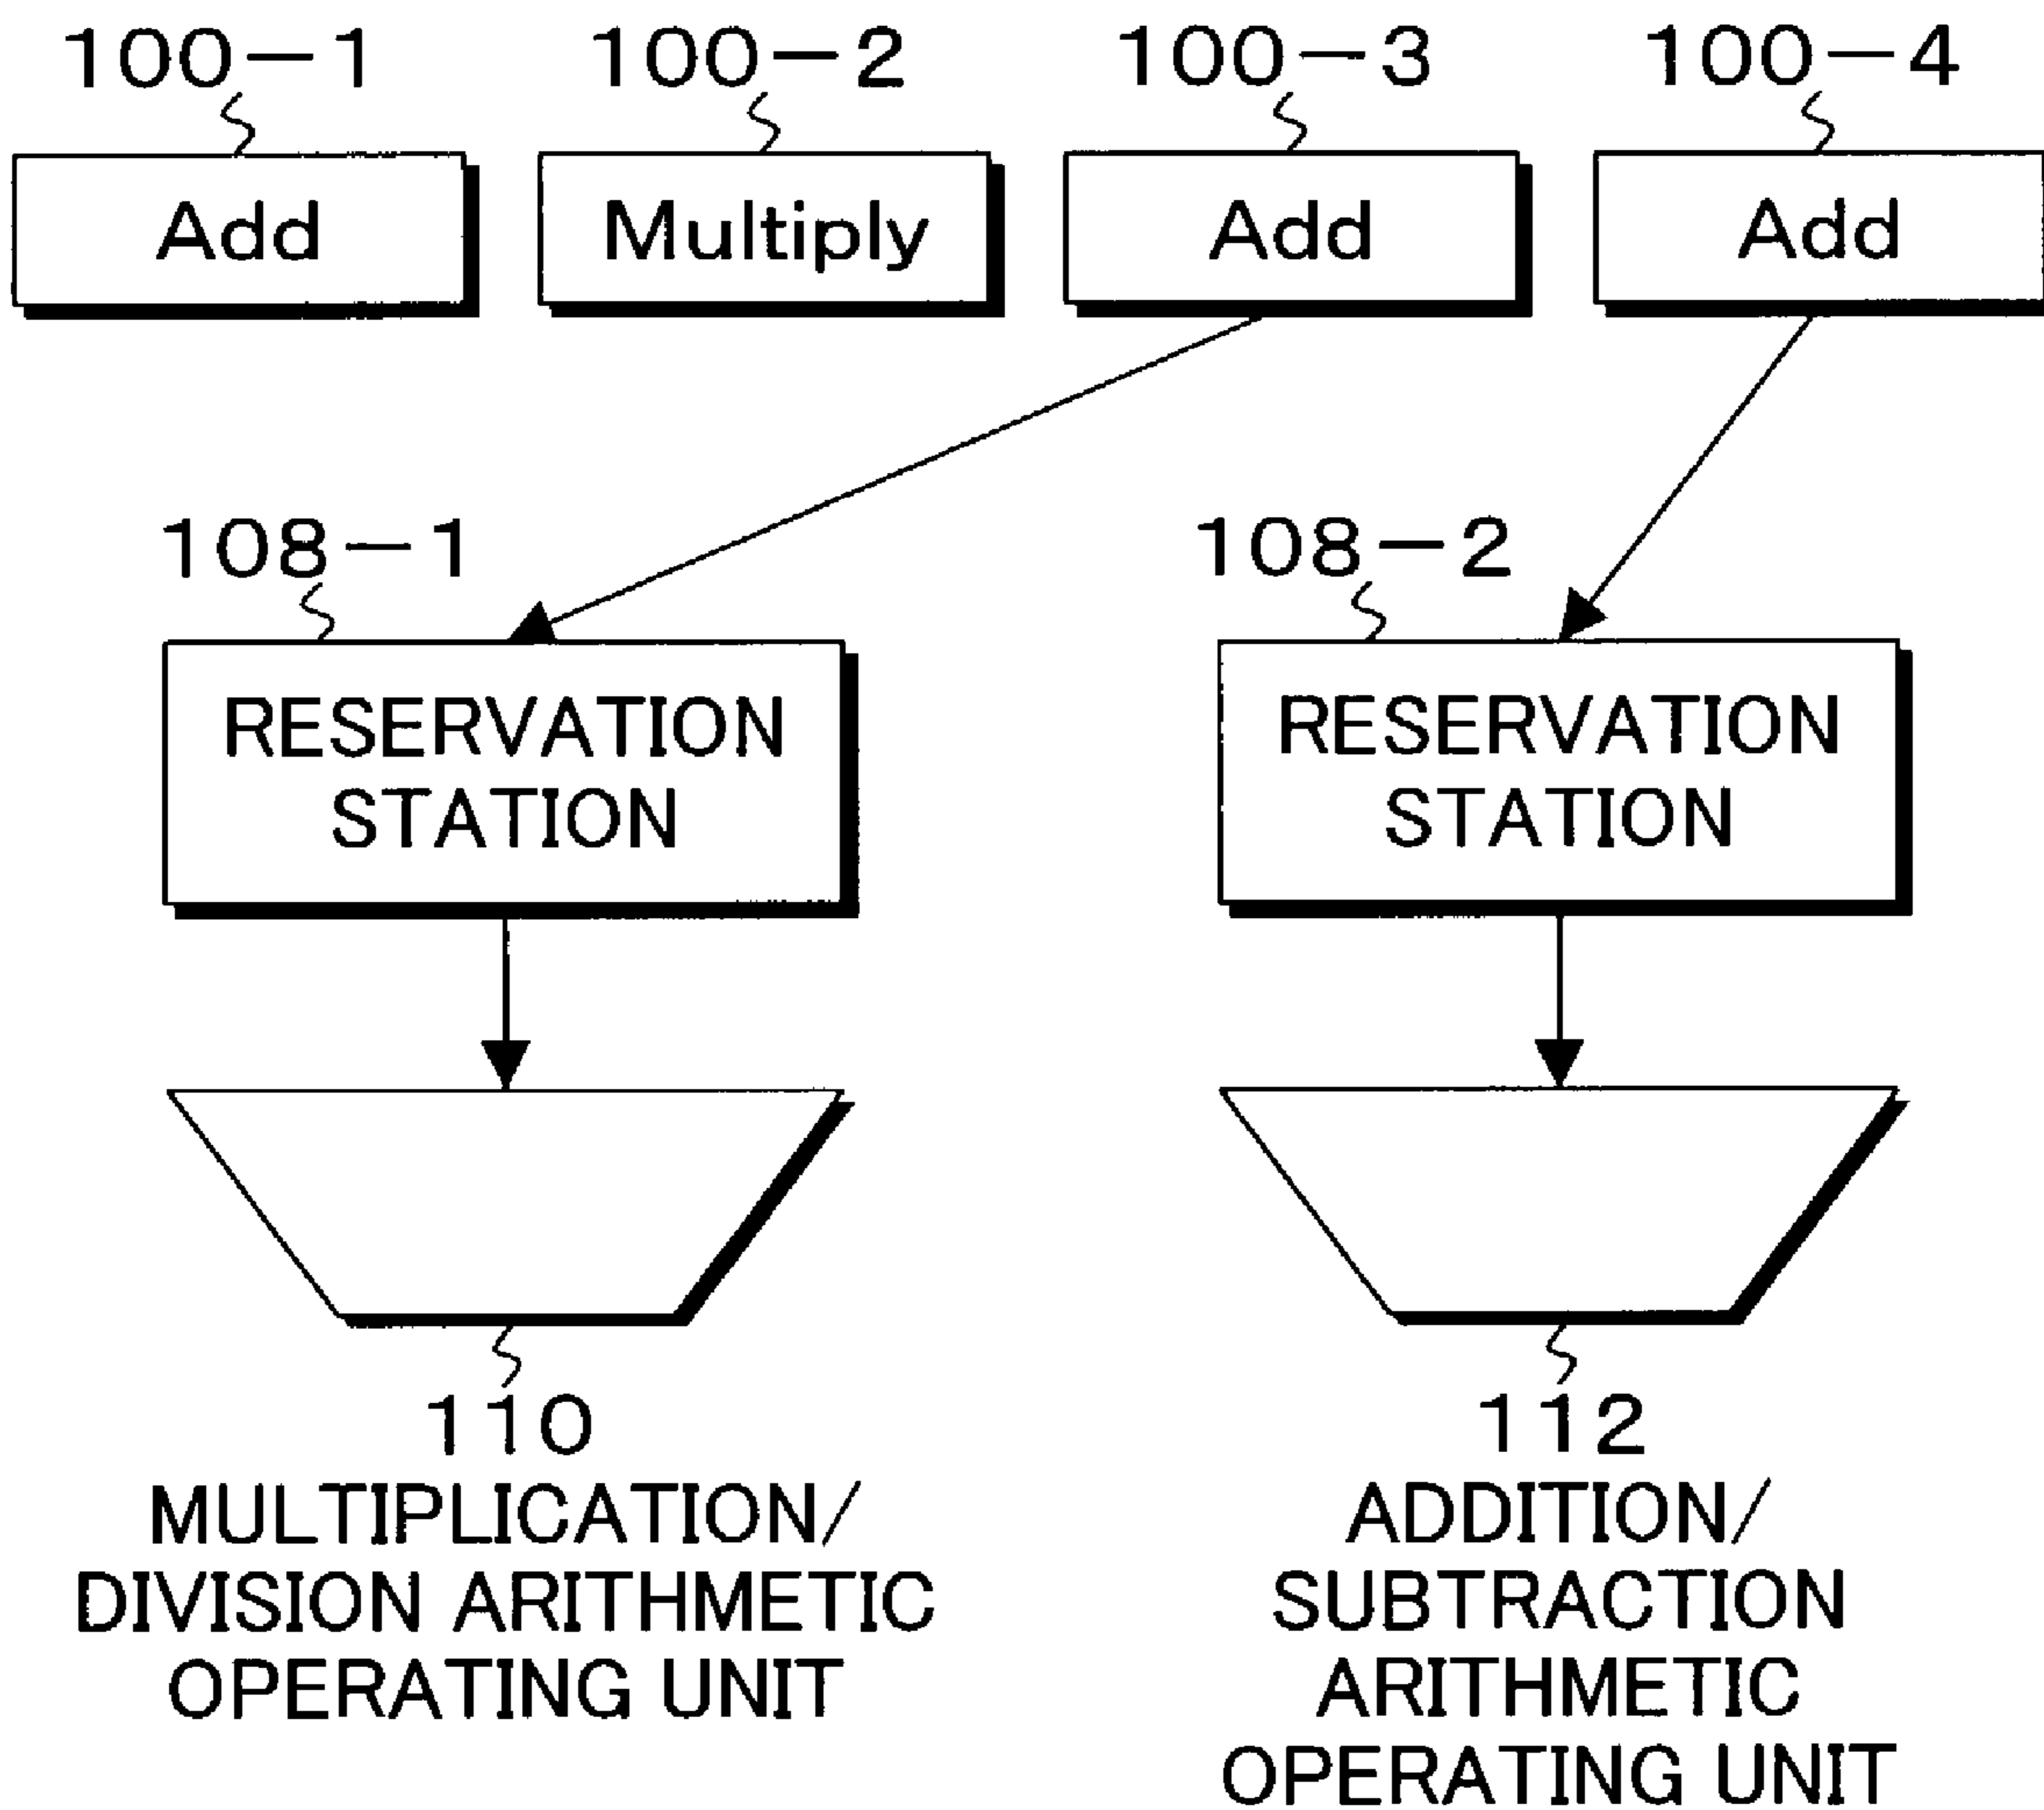 100-1 100-2 100-3 100-4
Add Multiply Add Add
108-1 108-2
RESERVATION STATION
RESERVATION STATION
110
MULTIPLICATION/
DIVISION ARITHMETIC
OPERATING UNIT
112
ADDITION/
SUBTRACTION
ARITHMETIC
OPERATING UNIT